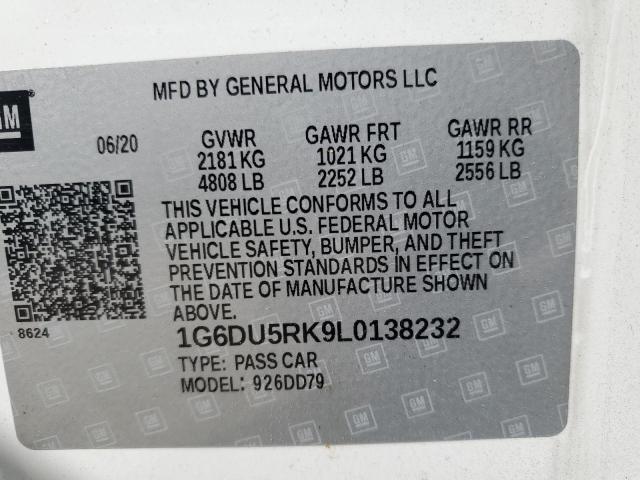 MFD BY GENERAL MOTORS LLC
GM
06/20 GVWR GAWR FRT GAWR RR
2181 KG 1021 KG 1159 KG
4808 LB 2252 LB 2556 LB
THIS VEHICLE CONFORMS TO ALL
APPLICABLE U.S. FEDERAL MOTOR
VEHICLE SAFETY, BUMPER, AND THEFT
PREVENTION STANDARDS IN EFFECT ON
THE DATE OF MANUFACTURE SHOWN
ABOVE.
8624
1G6DU5RK9L0138232
TYPE: PASS CAR
MODEL: 926DD79